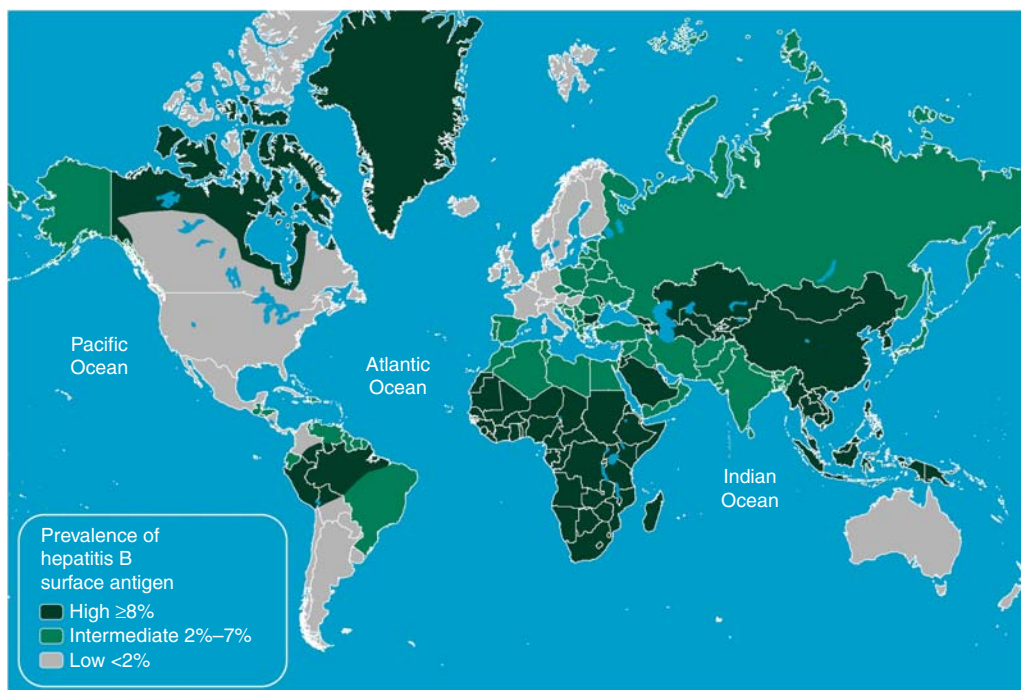 Pacific
Ocean
Atlantic
Ocean
Indian
Ocean
Prevalence of
hepatitis B
surface antigen
High ≥8%
Intermediate 2%–7%
Low <2%